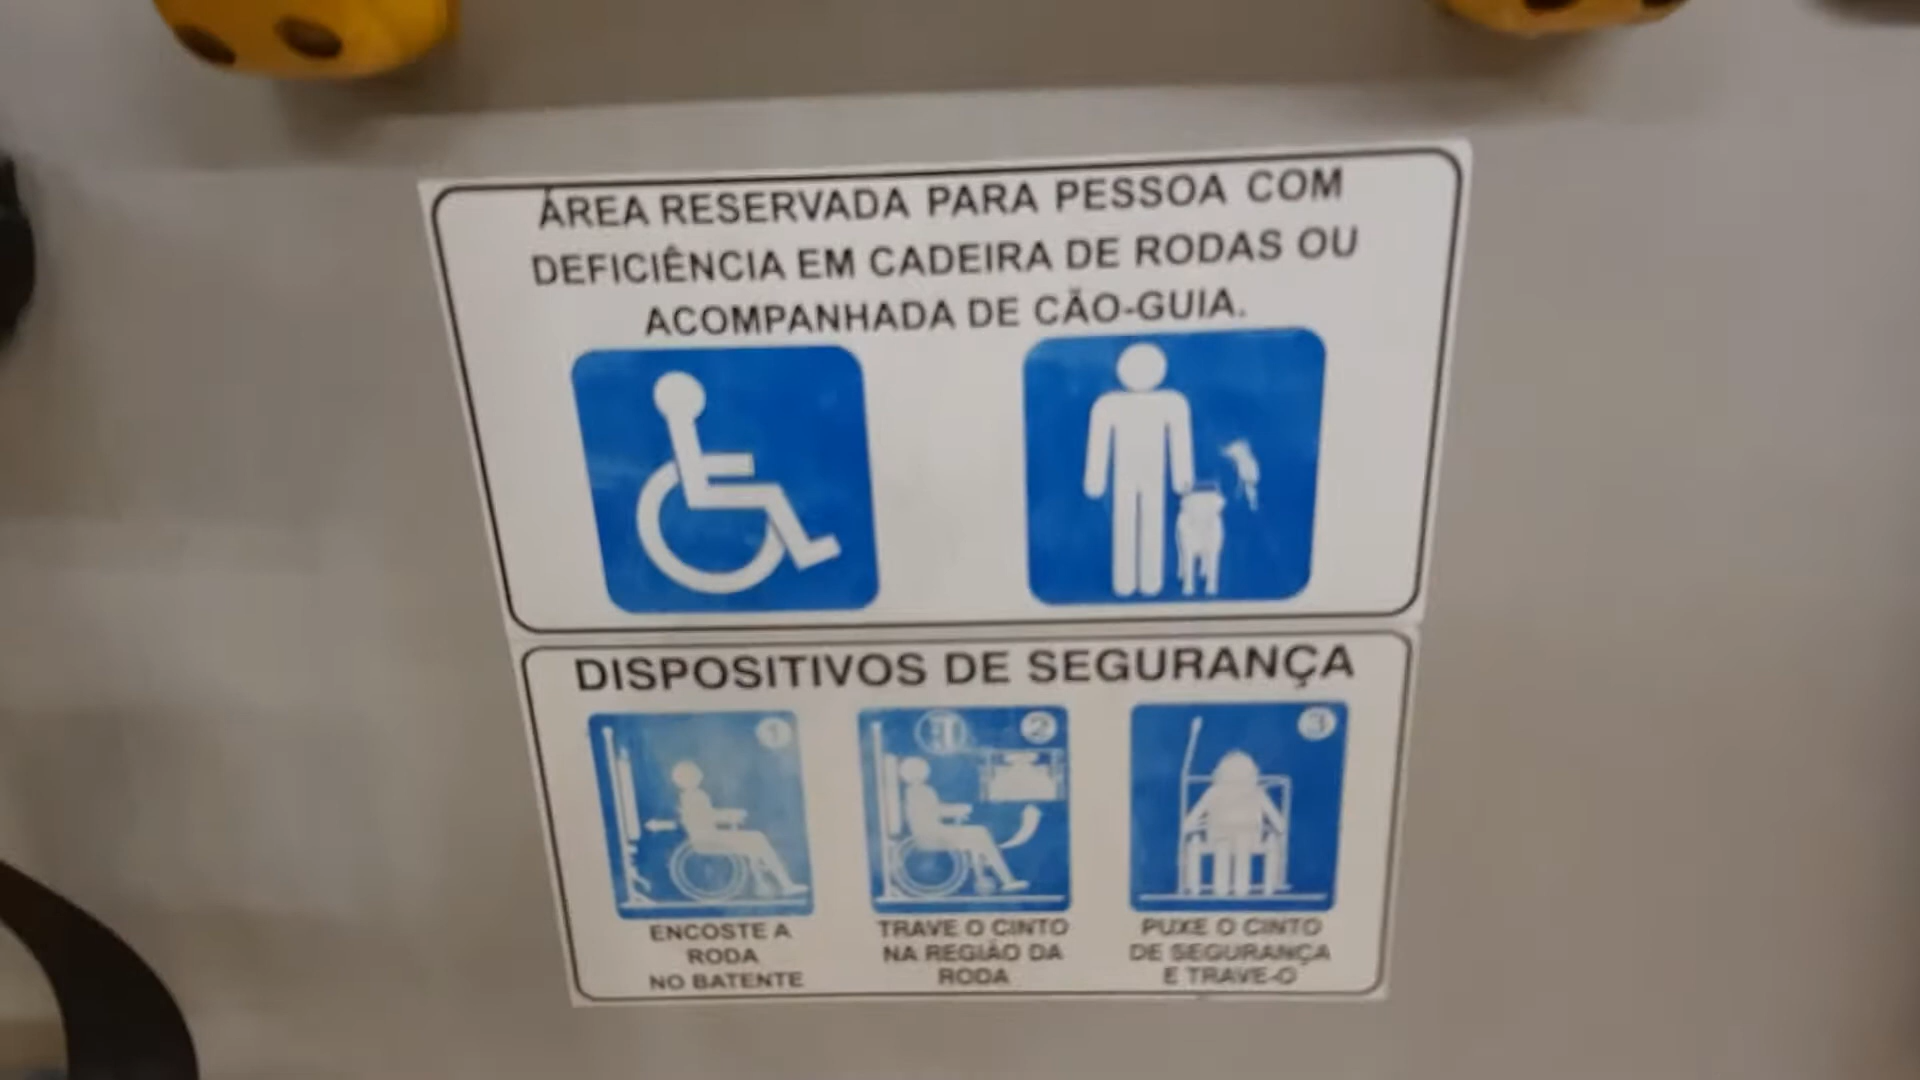 ÁREA RESERVADA PARA PESSOA COM
DEFICIÊNCIA EM CADEIRA DE RODAS OU
ACOMPANHADA DE CÃO-GUIA.
DISPOSITIVOS DE SEGURANÇA
1
2
3
ENCOSTE A
RODA
NO BATENTE
TRAVE O CINTO
NA REGIÃO DA
RODA
PUXE O CINTO
DE SEGURANÇA
E TRAVE-O